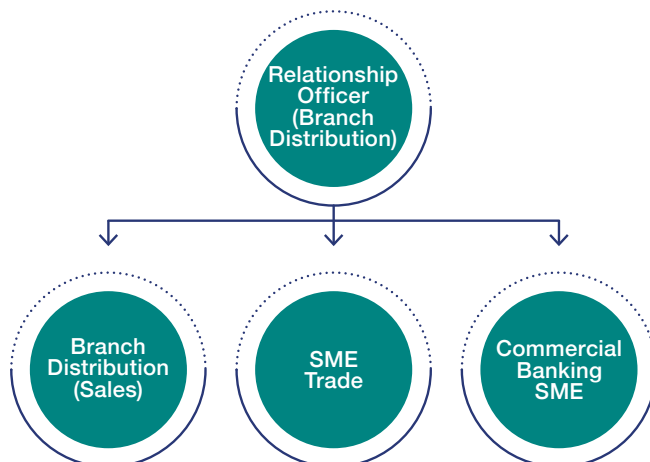 Relationship
Officer
(Branch
Distribution)
Branch
Distribution
(Sales)
SME
Trade
Commercial
Banking
SME